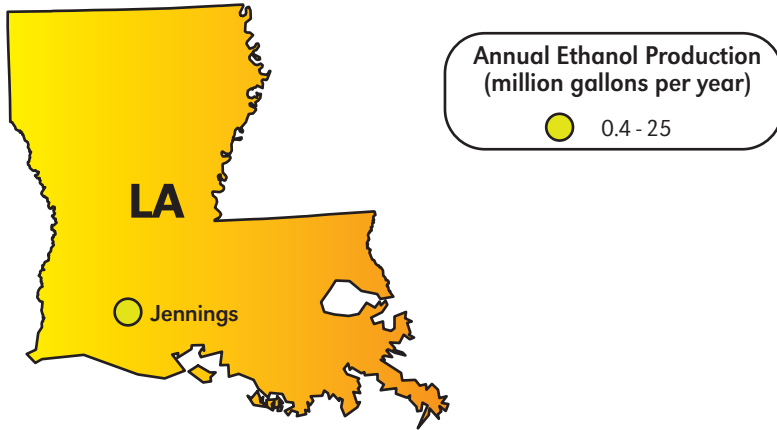 Annual Ethanol Production
(million gallons per year)
0.4 - 25
LA
Jennings